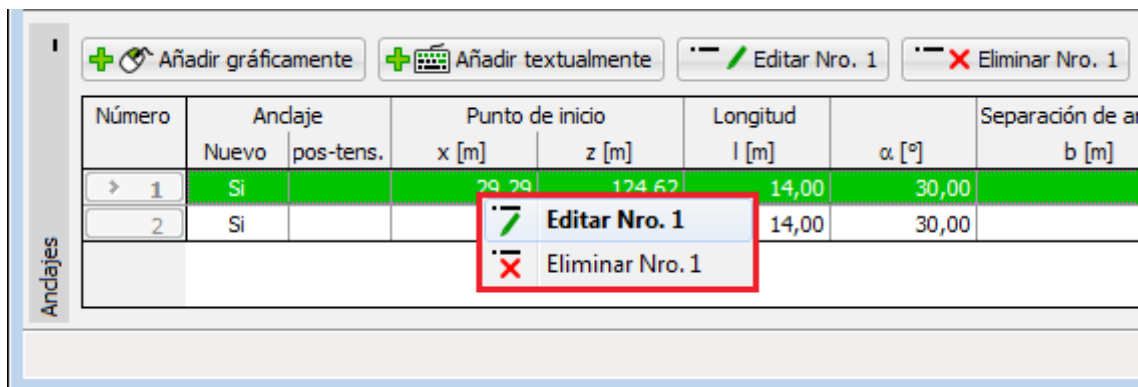 Añadir gráficamente Añadir textualmente Editar Nro. 1 Eliminar Nro. 1
Número Anclaje Punto de inicio Longitud Separación de
Nuevo pos-tens. x [m] z [m] l [m] α [°] b [m]
1 Si 29,29 124,62 14,00 30,00
2 Si 14,00 30,00
Editar Nro. 1
Eliminar Nro. 1
Anclajes